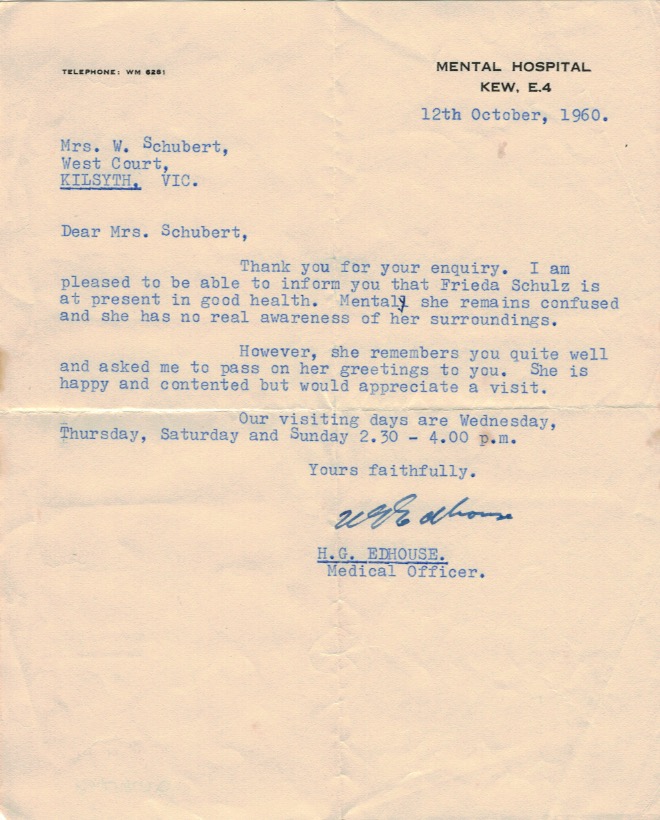 TELEPHONE: WM 6281
MENTAL HOSPITAL
KEW, E.4
12th October, 1960.
Mrs. W. Schubert,
West Court,
KILSYTH, VIC.
Dear Mrs. Schubert,
Thank you for your enquiry. I am
pleased to be able to inform you that Frieda Schulz is
at present in good health. Mentaly she remains confused
and she has no real awareness of her surroundings.
However, she remembers you quite well
and asked me to pass on her greetings to you. She is
happy and contented but would appreciate a visit.
Our visiting days are Wednesday,
Thursday, Saturday and Sunday 2.30 - 4.00 p.m.
Yours faithfully.
HGEdhouse
H.G. EDHOUSE.
Medical Officer.